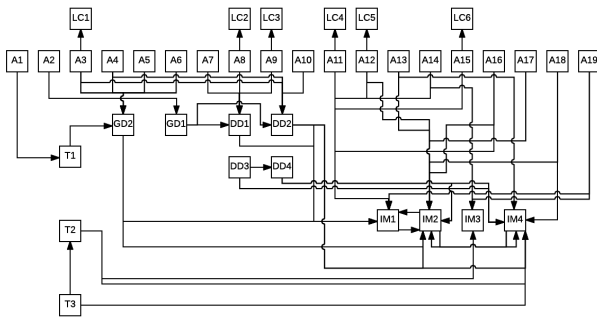 LC1 LC2 LC3 LC4 LC5 LC6
A1 A2 A3 A4 A5 A6 A7 A8 A9 A10 A11 A12 A13 A14 A15 A16 A17 A18 A19
GD2 GD1 DD1 DD2
T1
DD3 DD4
IM1 IM2 IM3 IM4
T2
T3